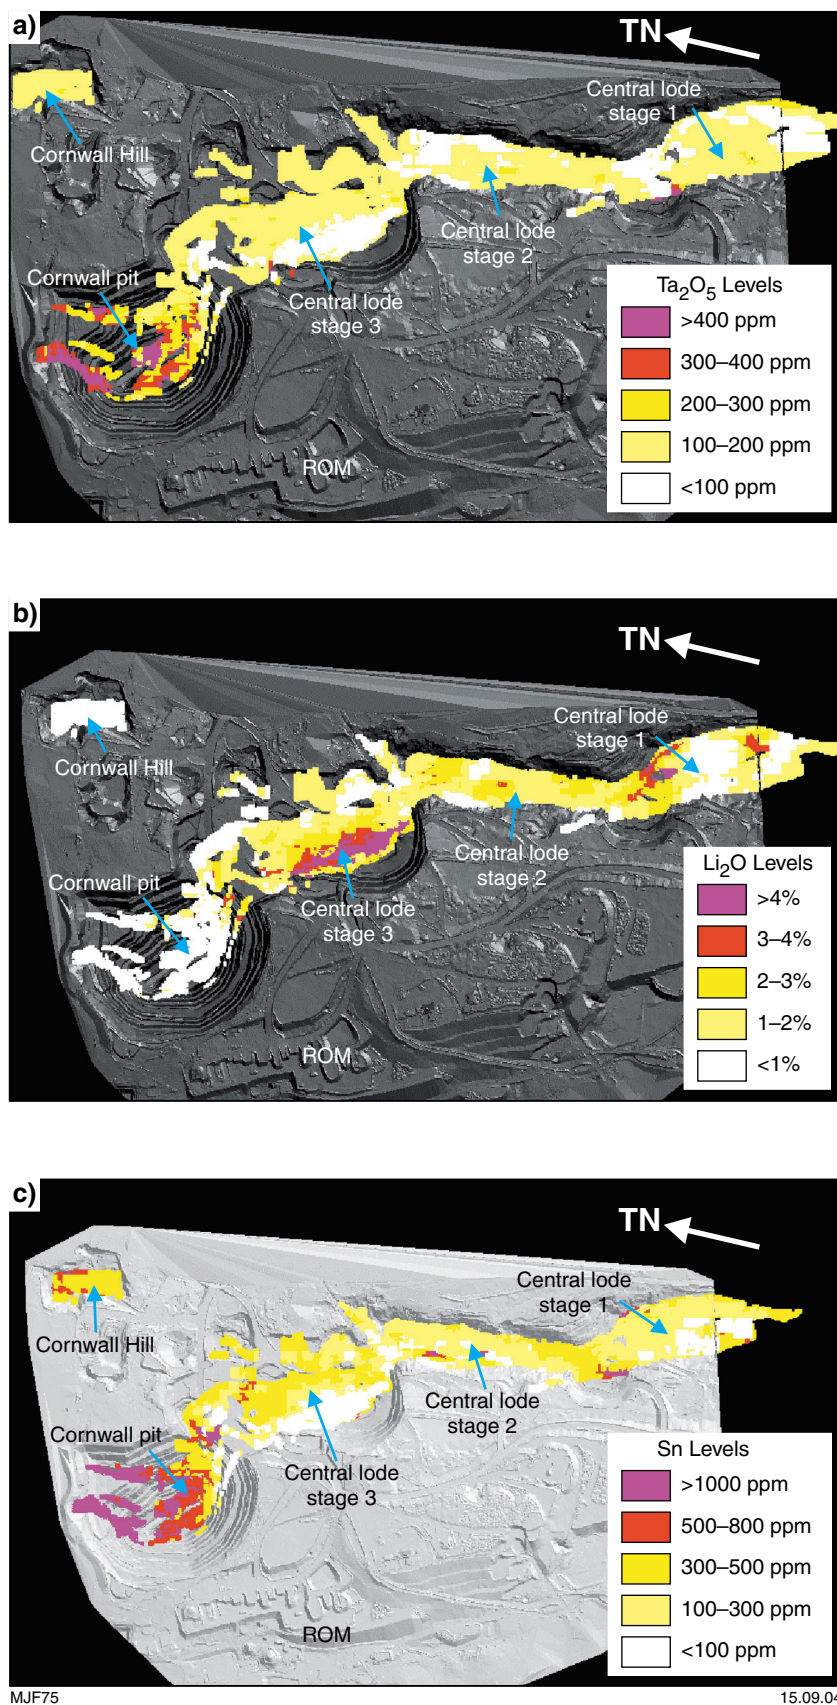 a)
TN
Central lode
stage 1
Cornwall Hill
Central lode
stage 2
Cornwall pit
Central lode
stage 3
ROM
Ta2O5 Levels
>400 ppm
300–400 ppm
200–300 ppm
100–200 ppm
<100 ppm
b)
TN
Central lode
stage 1
Cornwall Hill
Central lode
stage 2
Cornwall pit
Central lode
stage 3
ROM
Li2O Levels
>4%
3–4%
2–3%
1–2%
<1%
c)
TN
Central lode
stage 1
Cornwall Hill
Central lode
stage 2
Cornwall pit
Central lode
stage 3
ROM
Sn Levels
>1000 ppm
500–800 ppm
300–500 ppm
100–300 ppm
<100 ppm
MJF75
15.09.04